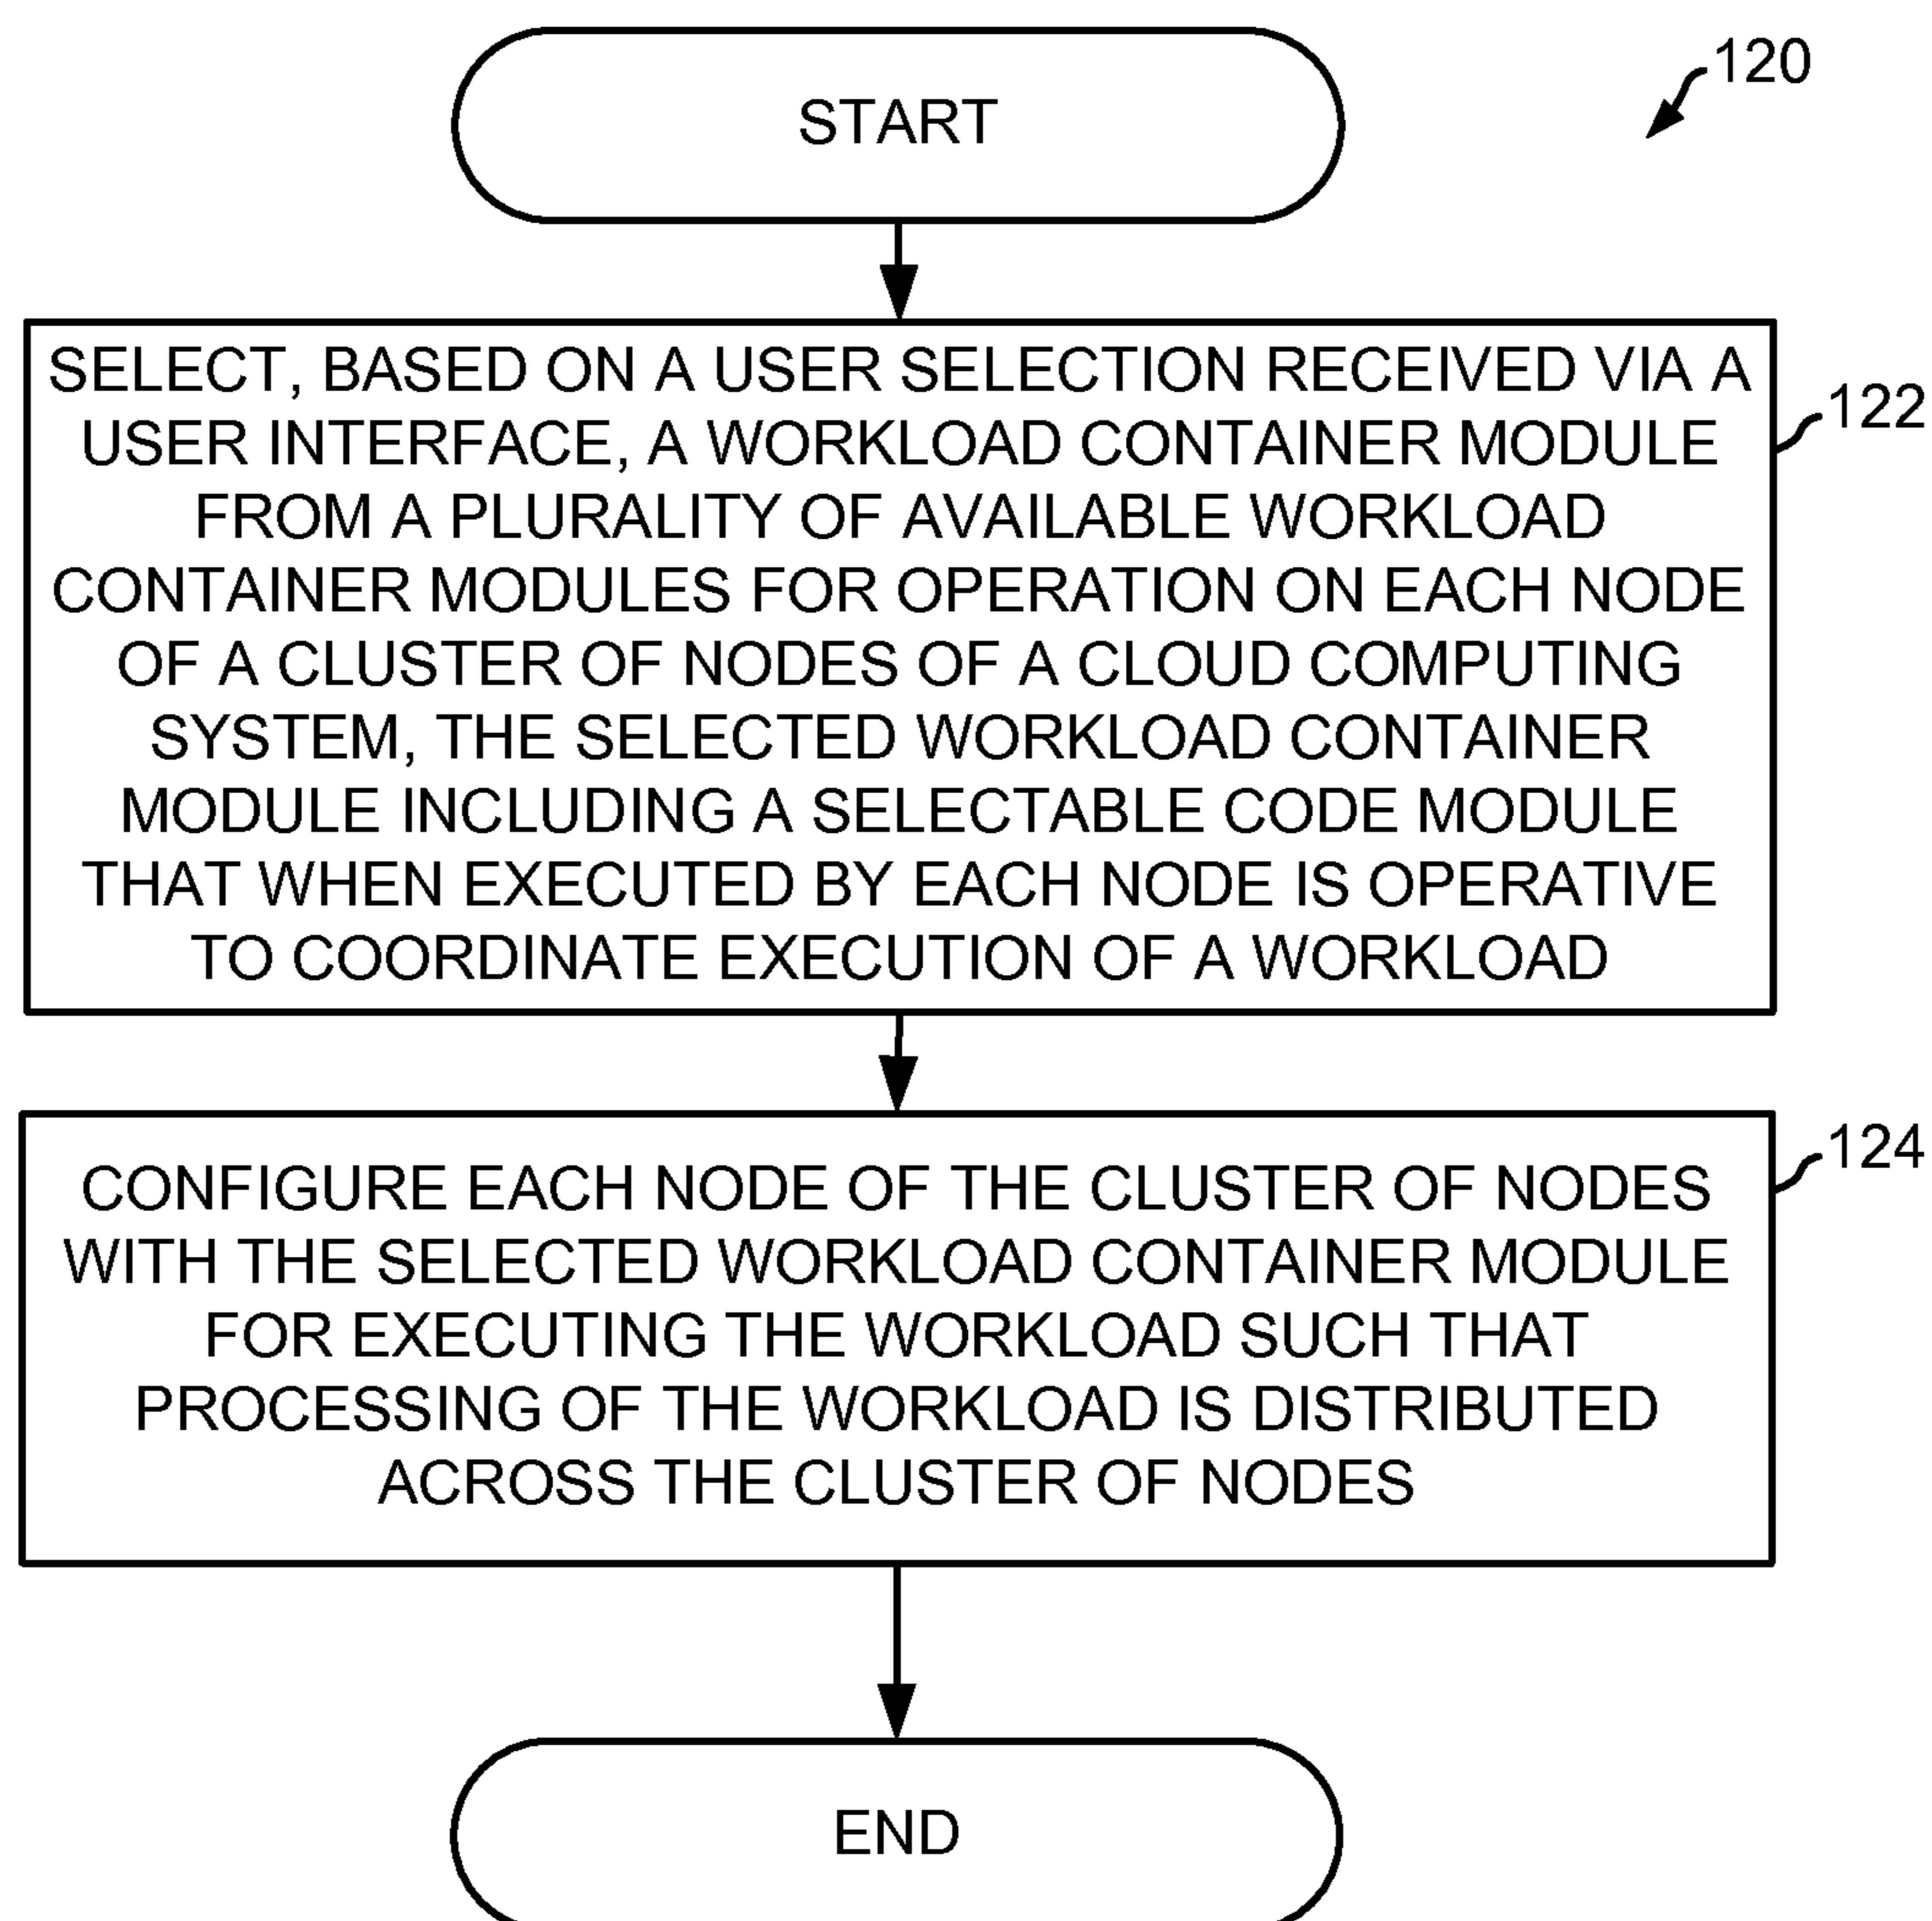 START
120
SELECT, BASED ON A USER SELECTION RECEIVED VIA A
USER INTERFACE, A WORKLOAD CONTAINER MODULE
FROM A PLURALITY OF AVAILABLE WORKLOAD
CONTAINER MODULES FOR OPERATION ON EACH NODE
OF A CLUSTER OF NODES OF A CLOUD COMPUTING
SYSTEM, THE SELECTED WORKLOAD CONTAINER
MODULE INCLUDING A SELECTABLE CODE MODULE
THAT WHEN EXECUTED BY EACH NODE IS OPERATIVE
TO COORDINATE EXECUTION OF A WORKLOAD
122
CONFIGURE EACH NODE OF THE CLUSTER OF NODES
WITH THE SELECTED WORKLOAD CONTAINER MODULE
FOR EXECUTING THE WORKLOAD SUCH THAT
PROCESSING OF THE WORKLOAD IS DISTRIBUTED
ACROSS THE CLUSTER OF NODES
124
END